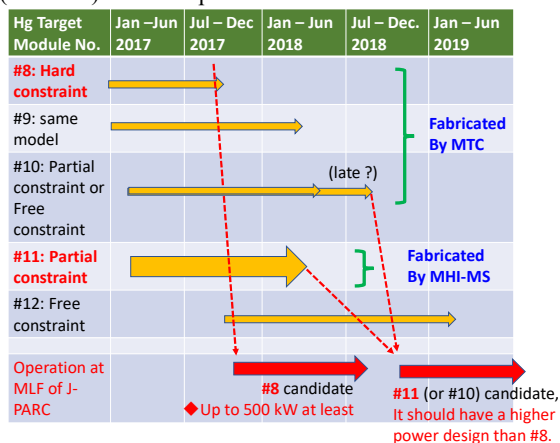 Hg Target
Module No.
Jan –Jun
2017
Jul – Dec
2017
Jan – Jun
2018
Jul – Dec.
2018
Jan – Jun
2019
#8: Hard
constraint
#9: same
model
Fabricated
By MTC
#10: Partial
constraint or
Free
constraint
(late ?)
#11: Partial
constraint
Fabricated
By MHI-MS
#12: Free
constraint
Operation at
MLF of J-
PARC
#8 candidate
◆Up to 500 kW at least
#11 (or #10) candidate,
It should have a higher
power design than #8.